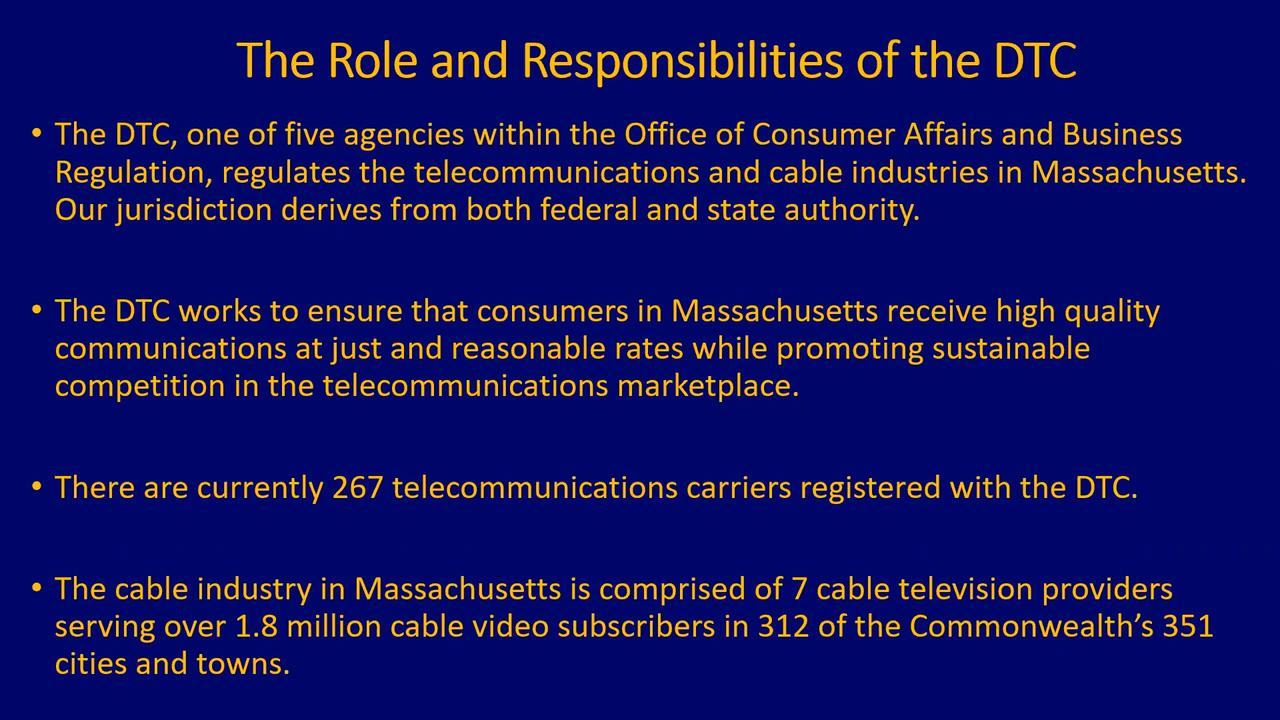 The Role and Responsibilities of the DTC
• The DTC, one of five agencies within the Office of Consumer Affairs and Business
Regulation, regulates the telecommunications and cable industries in Massachusetts.
Our jurisdiction derives from both federal and state authority.
• The DTC works to ensure that consumers in Massachusetts receive high quality
communications at just and reasonable rates while promoting sustainable
competition in the telecommunications marketplace.
• There are currently 267 telecommunications carriers registered with the DTC.
• The cable industry in Massachusetts is comprised of 7 cable television providers
serving over 1.8 million cable video subscribers in 312 of the Commonwealth’s 351
cities and towns.